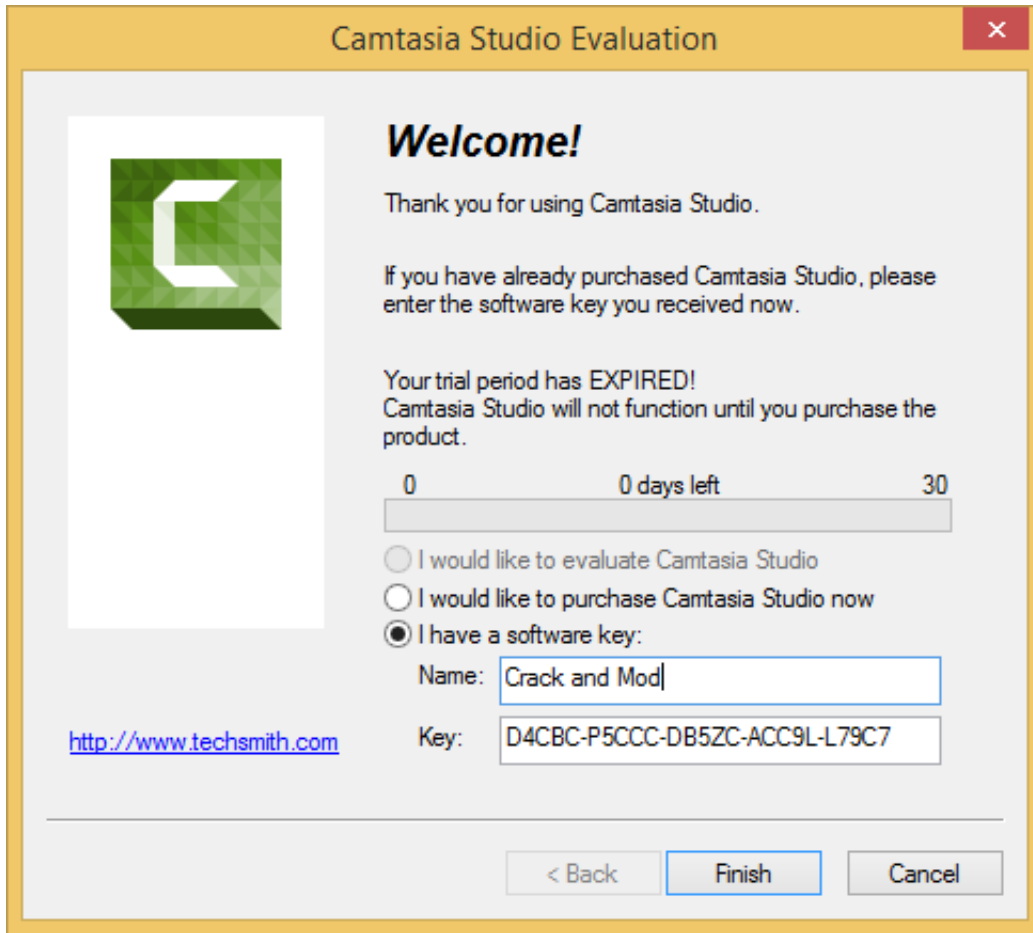 Camtasia Studio Evaluation
Welcome!
Thank you for using Camtasia Studio.
If you have already purchased Camtasia Studio, please
enter the software key you received now.
Your trial period has EXPIRED!
Camtasia Studio will not function until you purchase the
product.
0 0 days left 30
I would like to evaluate Camtasia Studio
I would like to purchase Camtasia Studio now
I have a software key:
Name: Crack and Mod
http://www.techsmith.com Key: D4CBC-P5CCC-DB5ZC-ACC9L-L79C7
< Back Finish Cancel